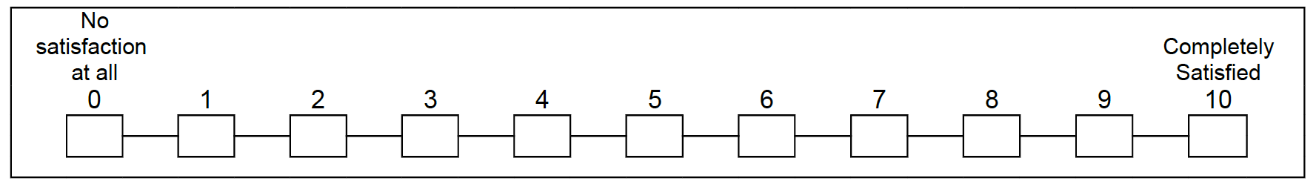 No
satisfaction
at all
Completely
Satisfied
0 1 2 3 4 5 6 7 8 9 10